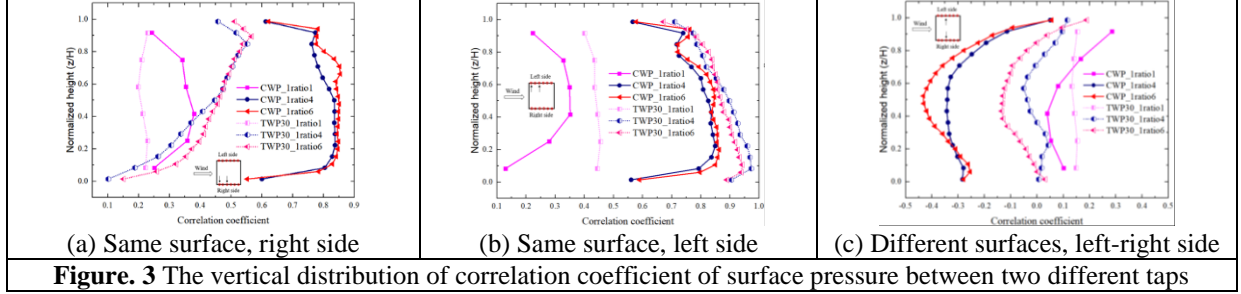 1.0
0.8
0.6
0.4
0.2
0.0
Normalized height (z/H)
CWP_1ratio1
CWP_1ratio4
CWP_1ratio6
TWP30_1ratio1
TWP30_1ratio4
TWP30_1ratio6
Wind
Left side
Right side
0.1 0.2 0.3 0.4 0.5 0.6 0.7 0.8 0.9
Correlation coefficient
(a) Same surface, right side
1.0
0.8
0.6
0.4
0.2
0.0
Normalized height (z/H)
Wind
Left side
Right side
CWP_1ratio1
CWP_1ratio4
CWP_1ratio6
TWP30_1ratio1
TWP30_1ratio4
TWP30_1ratio6
0.0 0.2 0.4 0.6 0.8 1.0
Correlation coefficient
(b) Same surface, left side
1.0
0.8
0.6
0.4
0.2
0.0
Normalized height (z/H)
Wind
Left side
Right side
CWP_1ratio1
CWP_1ratio4
CWP_1ratio6
TWP30_1ratio1
TWP30_1ratio4
TWP30_1ratio6
-0.5 -0.4 -0.3 -0.2 -0.1 0.0 0.1 0.2 0.3 0.4 0.5
Correlation coefficient
(c) Different surfaces, left-right side
Figure. 3 The vertical distribution of correlation coefficient of surface pressure between two different taps